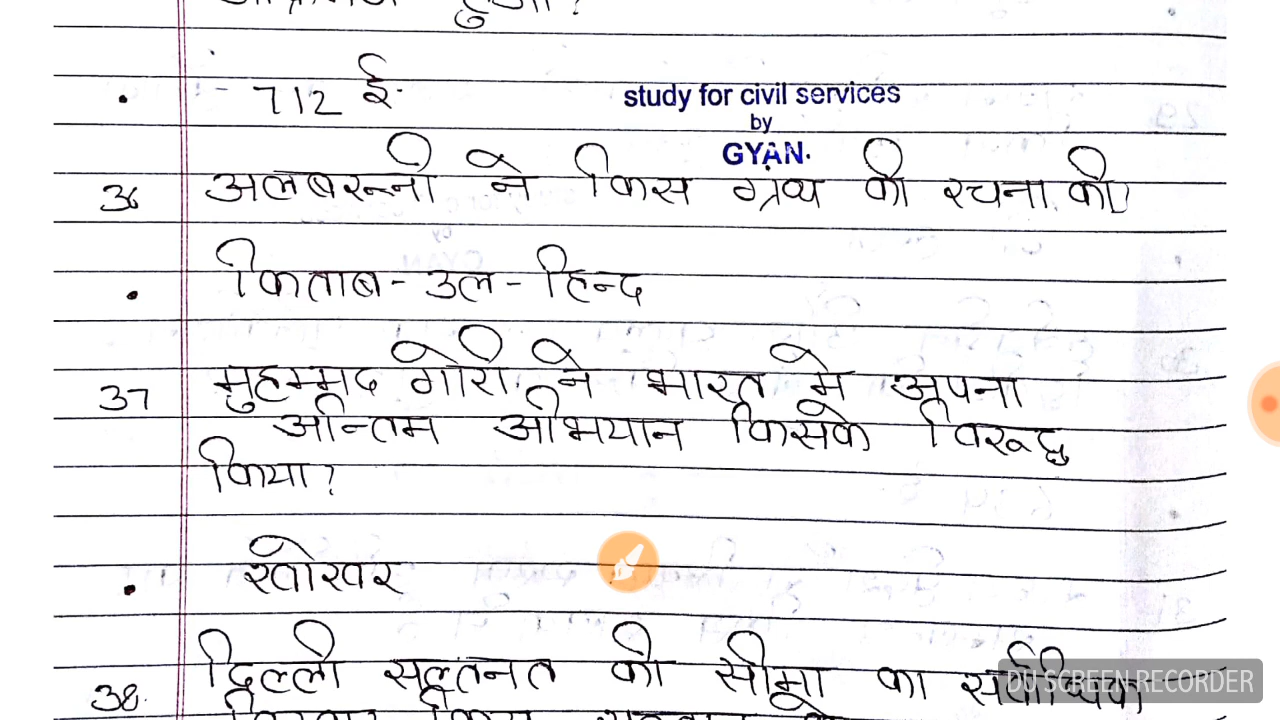 हुआ?
- 712 ई.
study for civil services
by
GYAN.
36 अलबरूनी ने किस ग्रन्थ की रचना की
• किताब-उल-हिन्द
37 मुहम्मद गोरी ने भारत मे अपना
अन्तिम अभियान किसके विरूद्ध
किया?
• खोखर
38. दिल्ली सल्तनत की सीमा का सर्वाधिक
DU SCREEN RECORDER